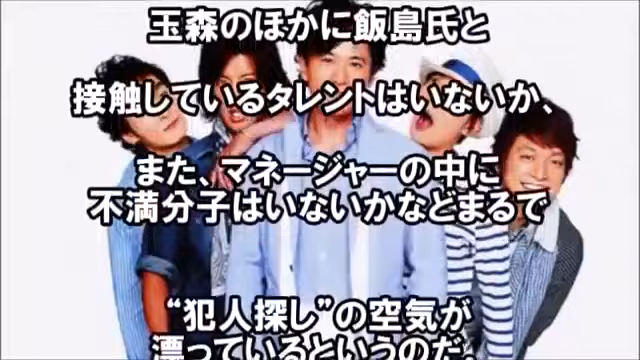 玉森のほかに飯島氏と
接触しているタレントはいないか、
また、マネージャーの中に
不満分子はいないかなどまるで
“犯人探し”の空気が
漂っているというのだ。